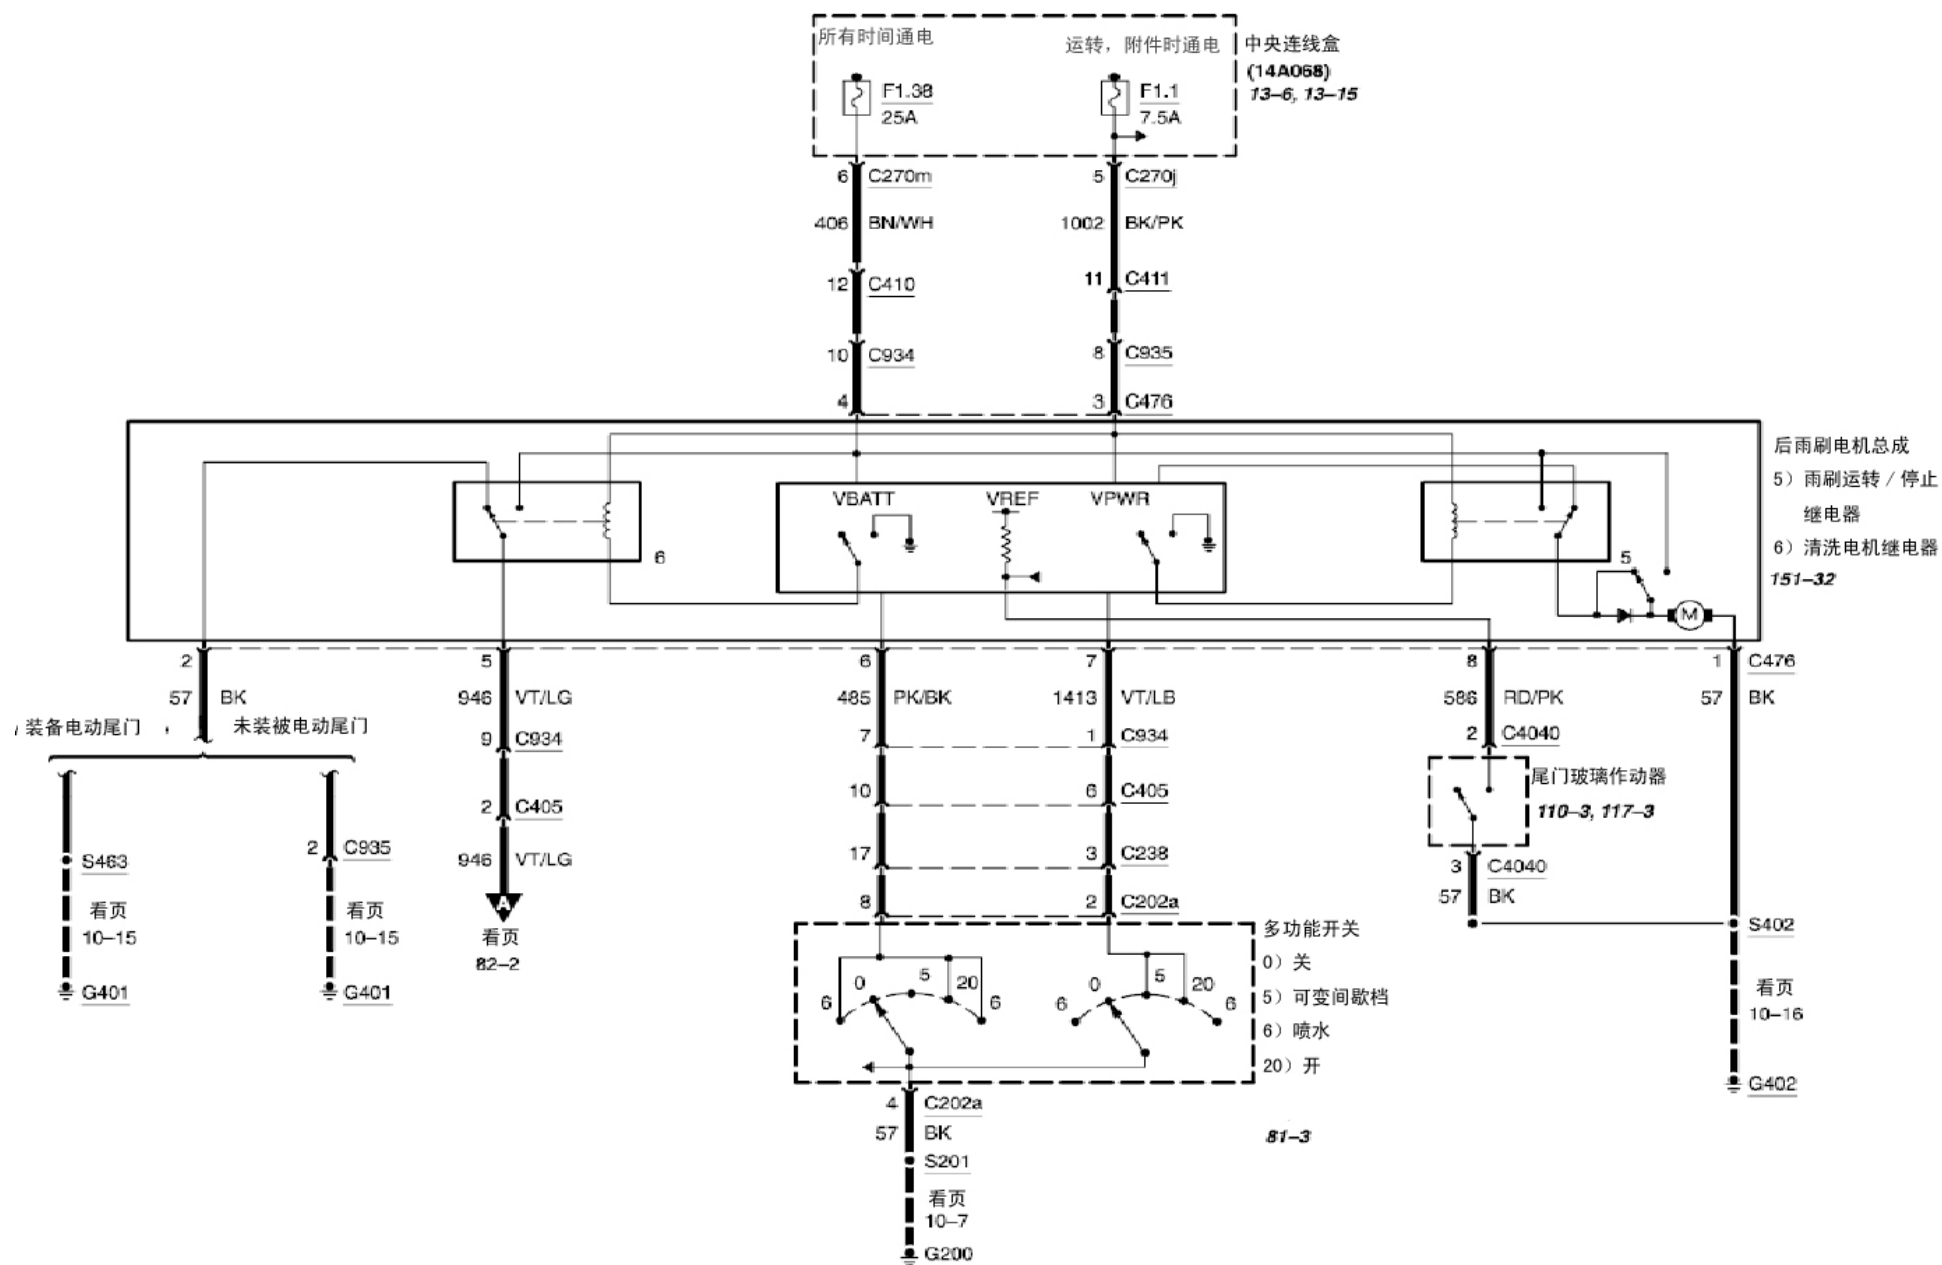 所有时间通电
运转，附件时通电
中央连线盒
(14A068)
13-6, 13-15
F1.38
25A
F1.1
7.5A
6 C270m
5 C270j
406 BN/WH
1002 BK/PK
12 C410
11 C411
10 C934
8 C935
4
3 C476
后雨刷电机总成
5）雨刷运转/停止
继电器
6）清洗电机继电器
151-32
VBATT
VREF
VPWR
6
5
M
2
5
6
7
8
1 C476
57 BK
946 VT/LG
485 PK/BK
1413 VT/LB
586 RD/PK
57 BK
装备电动尾门
未装被电动尾门
9 C934
7
1 C934
2 C4040
尾门玻璃作动器
110-3, 117-3
2 C405
10
6 C405
S463
2 C935
946 VT/LG
17
3 C238
3 C4040
57 BK
A
8
2 C202a
看页
10-15
看页
10-15
看页
82-2
S402
多功能开关
0）关
5）可变间歇档
6）喷水
20）开
6 0 5 20 6
6 0 5 20 6
G401
G401
看页
10-16
G402
4 C202a
57 BK
81-3
S201
看页
10-7
G200